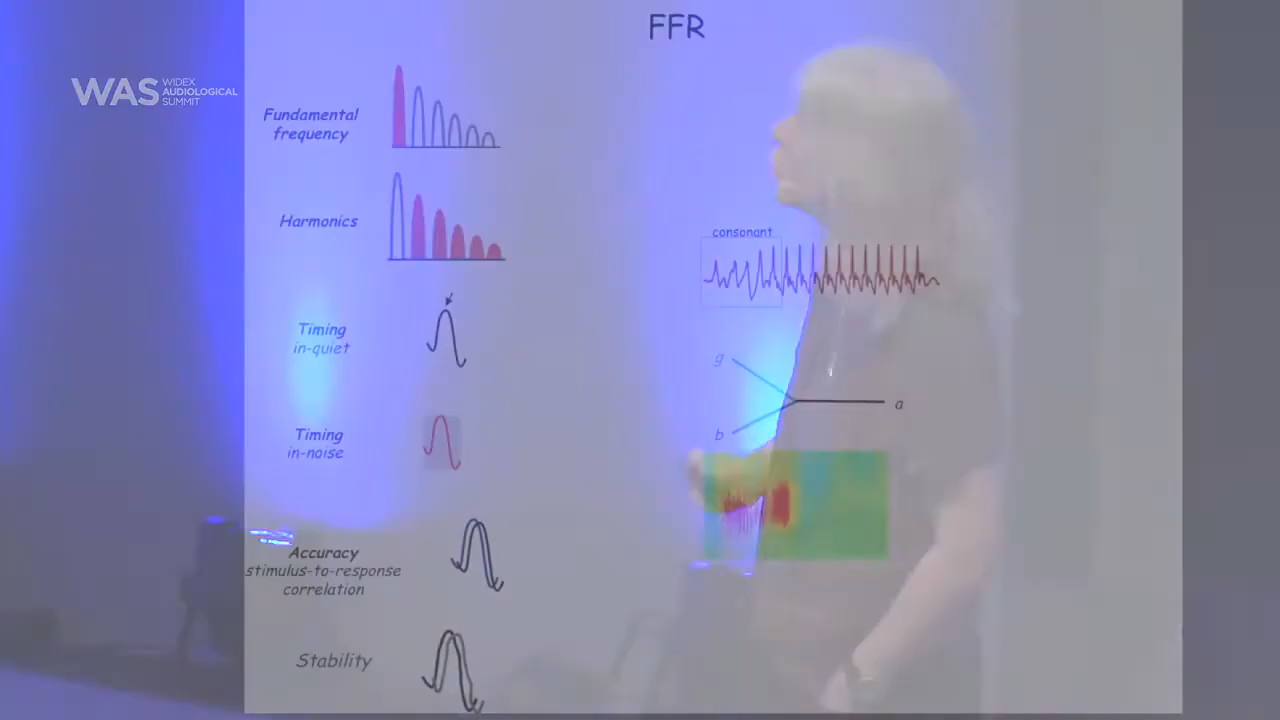 FFR
WAS
WIDEX
AUDIOLOGICAL
SUMMIT
Fundamental
frequency
Harmonics
consonant
Timing
in-quiet
g
a
b
Timing
in-noise
Accuracy
stimulus-to-response
correlation
Stability